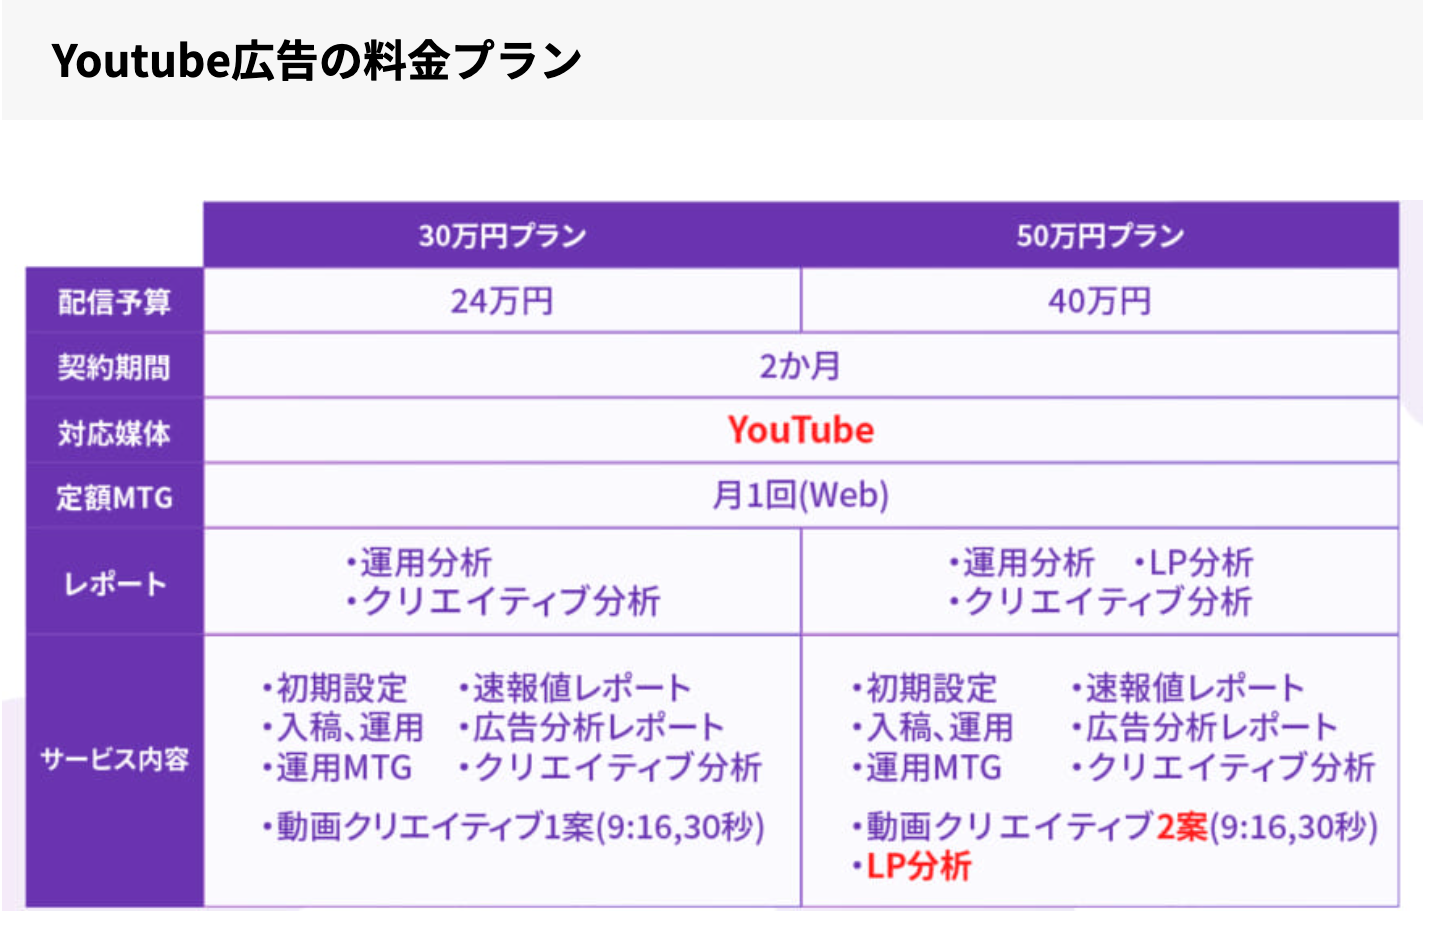 Youtube広告の料金プラン
30万円プラン 50万円プラン
配信予算 24万円 40万円
契約期間 2か月
対応媒体 YouTube
定額MTG 月1回(Web)
レポート
・運用分析
・クリエイティブ分析
・運用分析 ・LP分析
・クリエイティブ分析
サービス内容
・初期設定 ・速報値レポート
・入稿、運用 ・広告分析レポート
・運用MTG ・クリエイティブ分析
・動画クリエイティブ1案(9:16,30秒)
・初期設定 ・速報値レポート
・入稿、運用 ・広告分析レポート
・運用MTG ・クリエイティブ分析
・動画クリエイティブ2案(9:16,30秒)
・LP分析